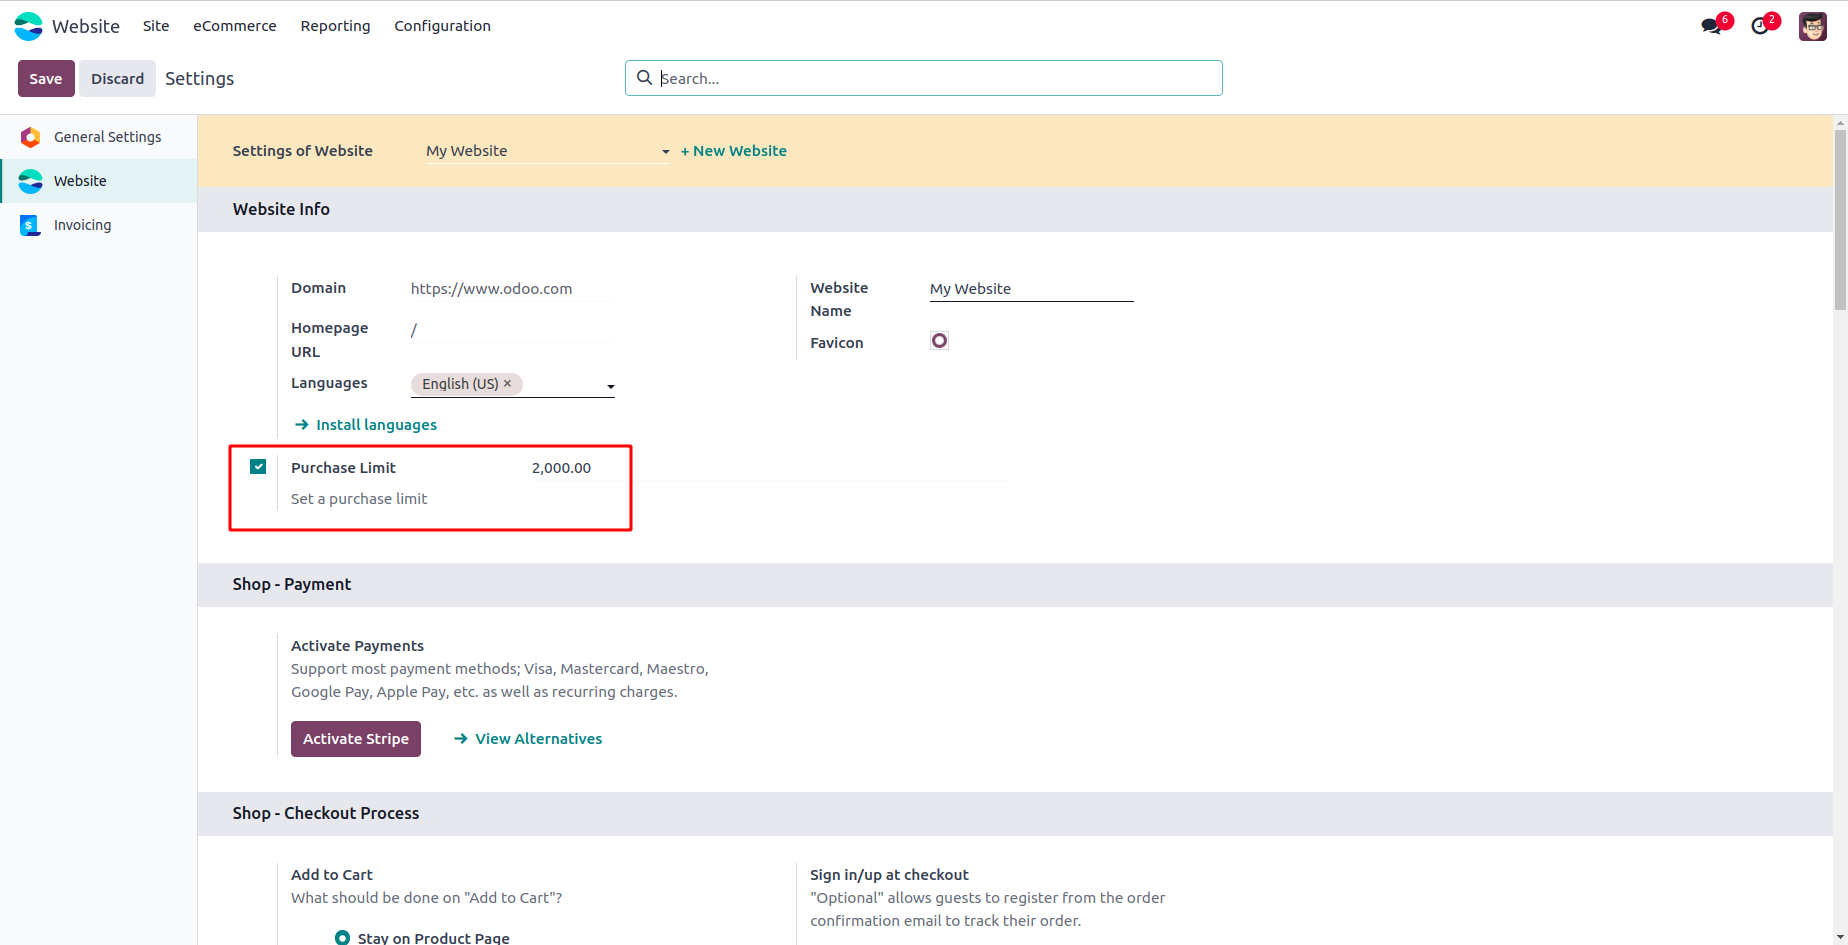 Website Site eCommerce Reporting Configuration 6 2
Save Discard Settings Search...
General Settings
Website
Invoicing
Settings of Website My Website + New Website
Website Info
Domain https://www.odoo.com
Homepage URL /
Languages English (US) ×
Install languages
Website Name My Website
Favicon
Purchase Limit 2,000.00
Set a purchase limit
Shop - Payment
Activate Payments
Support most payment methods; Visa, Mastercard, Maestro,
Google Pay, Apple Pay, etc. as well as recurring charges.
Activate Stripe View Alternatives
Shop - Checkout Process
Add to Cart
What should be done on "Add to Cart"?
Stay on Product Page
Sign in/up at checkout
"Optional" allows guests to register from the order
confirmation email to track their order.